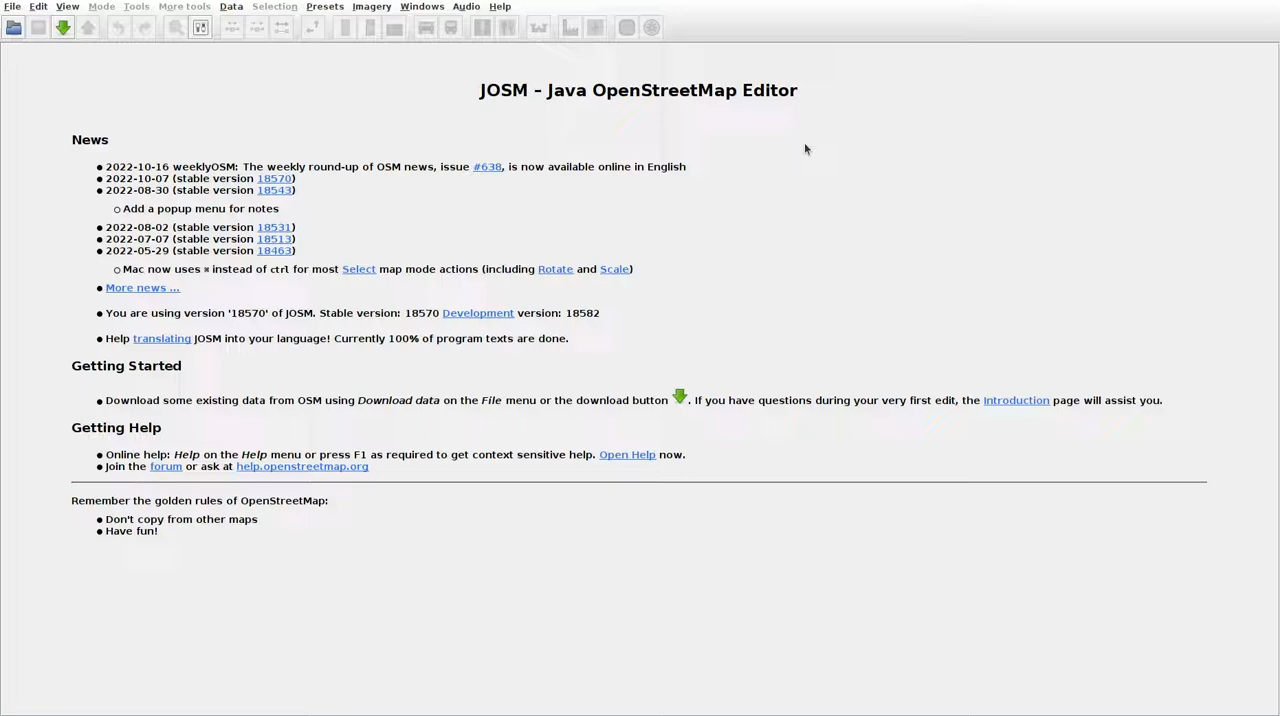 File Edit View Mode Tools More tools Data Selection Presets Imagery Windows Audio Help
JOSM – Java OpenStreetMap Editor
News
● 2022-10-16 weeklyOSM: The weekly round-up of OSM news, issue #638, is now available online in English
● 2022-10-07 (stable version 18570)
● 2022-08-30 (stable version 18543)
○ Add a popup menu for notes
● 2022-08-02 (stable version 18531)
● 2022-07-07 (stable version 18513)
● 2022-05-29 (stable version 18463)
○ Mac now uses ⌘ instead of ctrl for most Select map mode actions (including Rotate and Scale)
● More news ...
● You are using version '18570' of JOSM. Stable version: 18570 Development version: 18582
● Help translating JOSM into your language! Currently 100% of program texts are done.
Getting Started
● Download some existing data from OSM using Download data on the File menu or the download button . If you have questions during your very first edit, the Introduction page will assist you.
Getting Help
● Online help: Help on the Help menu or press F1 as required to get context sensitive help. Open Help now.
● Join the forum or ask at help.openstreetmap.org
Remember the golden rules of OpenStreetMap:
● Don't copy from other maps
● Have fun!